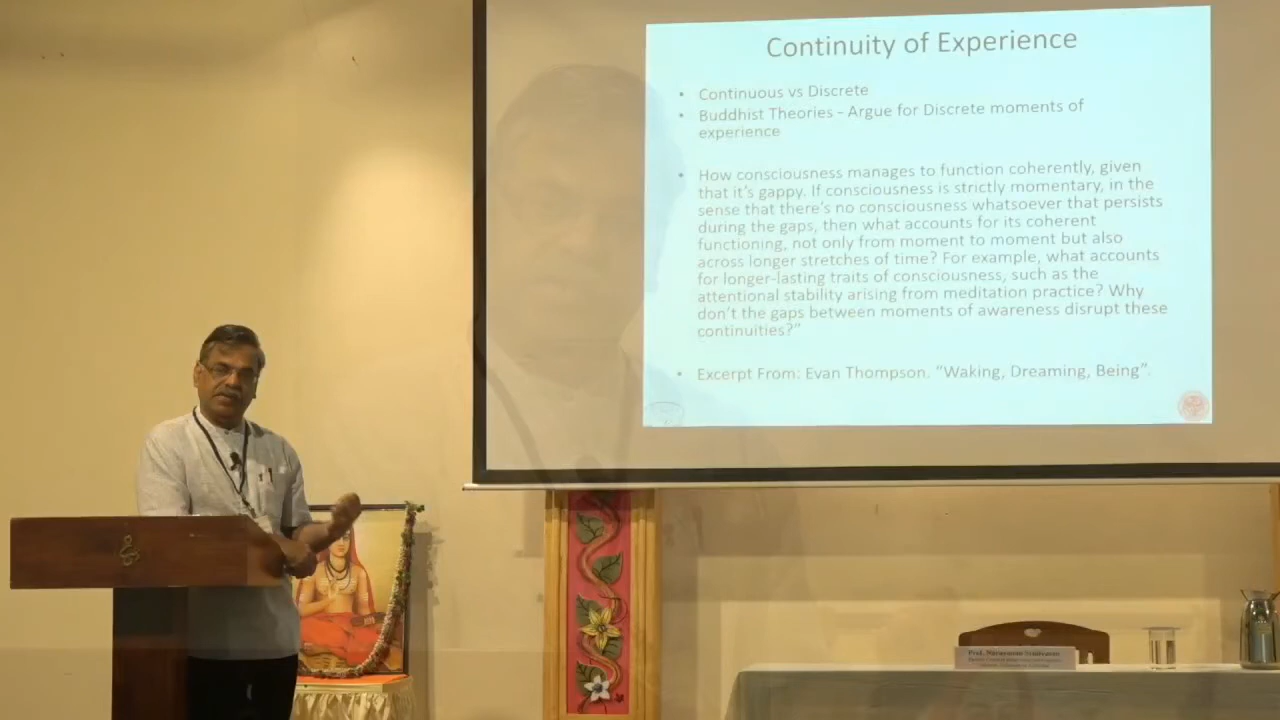 Continuity of Experience
Continuous vs Discrete
Buddhist Theories - Argue for Discrete moments of
experience
How consciousness manages to function coherently, given
that it's gappy. If consciousness is strictly momentary, in the
sense that there's no consciousness whatsoever that persists
during the gaps, then what accounts for its coherent
functioning, not only from moment to moment but also
across longer stretches of time? For example, what accounts
for longer-lasting traits of consciousness, such as the
attentional stability arising from meditation practice? Why
don't the gaps between moments of awareness disrupt these
continuities?"
Excerpt From: Evan Thompson. "Waking, Dreaming, Being".
Prof. Narayanan Srinivasan